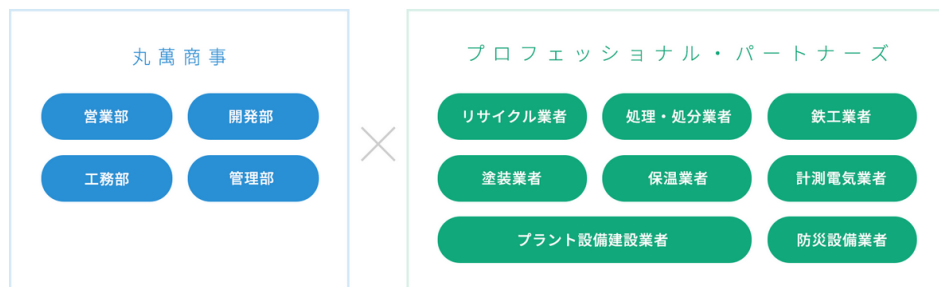 丸萬商事
営業部
開発部
工務部
管理部
プロフェッショナル・パートナーズ
リサイクル業者
処理・処分業者
鉄工業者
塗装業者
保温業者
計測電気業者
プラント設備建設業者
防災設備業者